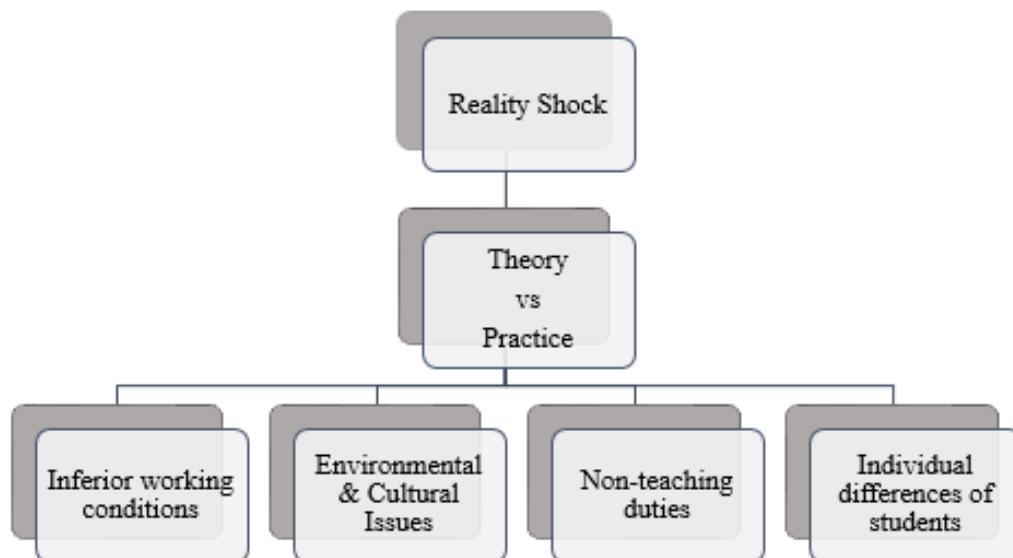 Reality Shock
Theory
vs
Practice
Inferior working
conditions
Environmental
& Cultural
Issues
Non-teaching
duties
Individual
differences of
students